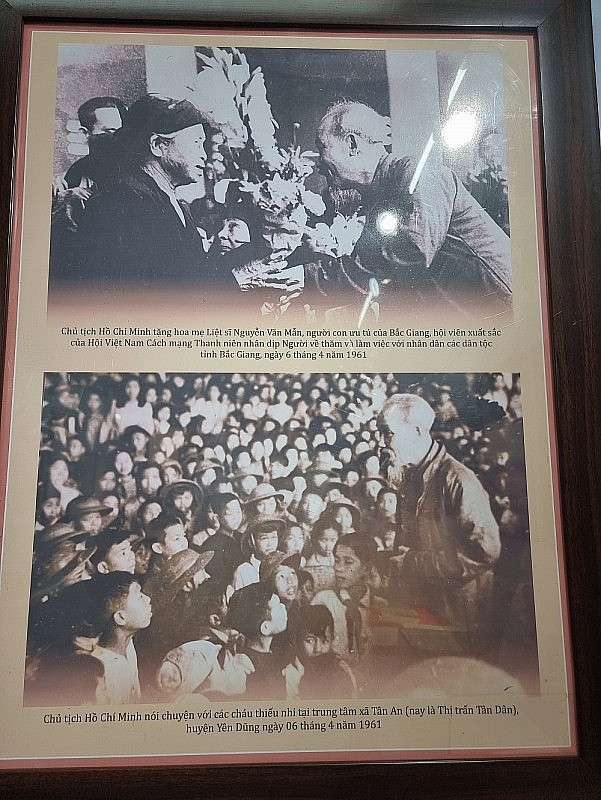 Chủ tịch Hồ Chí Minh tặng hoa mẹ Liệt sĩ Nguyễn Văn Mẫn, người con ưu tú của Bắc Giang, hội viên xuất sắc
của Hội Việt Nam Cách mạng Thanh niên nhân dịp Người về thăm và làm việc với nhân dân các dân tộc
tỉnh Bắc Giang, ngày 6 tháng 4 năm 1961
Chủ tịch Hồ Chí Minh nói chuyện với các cháu thiếu nhi tại trung tâm xã Tân An (nay là Thị trấn Tân Dân),
huyện Yên Dũng ngày 06 tháng 4 năm 1961